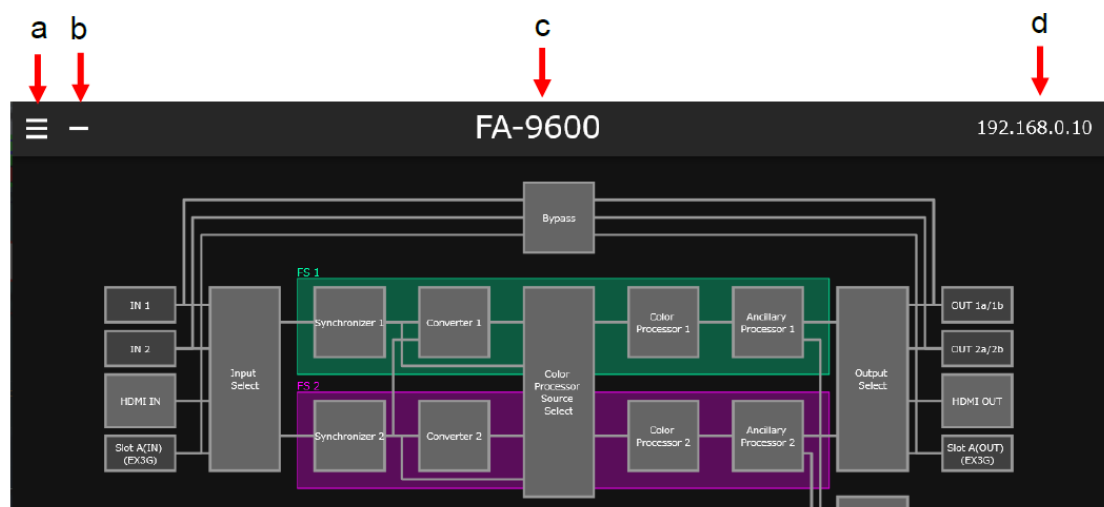 a
b
c
d
FA-9600
192.168.0.10
Bypass
FS 1
IN 1
IN 2
HDMI IN
Slot A(IN)
(EX3G)
Input
Select
Synchronizer 1
Converter 1
Color
Processor
Source
Select
Color
Processor 1
Ancillary
Processor 1
FS 2
Synchronizer 2
Converter 2
Color
Processor 2
Ancillary
Processor 2
Output
Select
OUT 1a/1b
OUT 2a/2b
HDMI OUT
Slot A(OUT)
(EX3G)